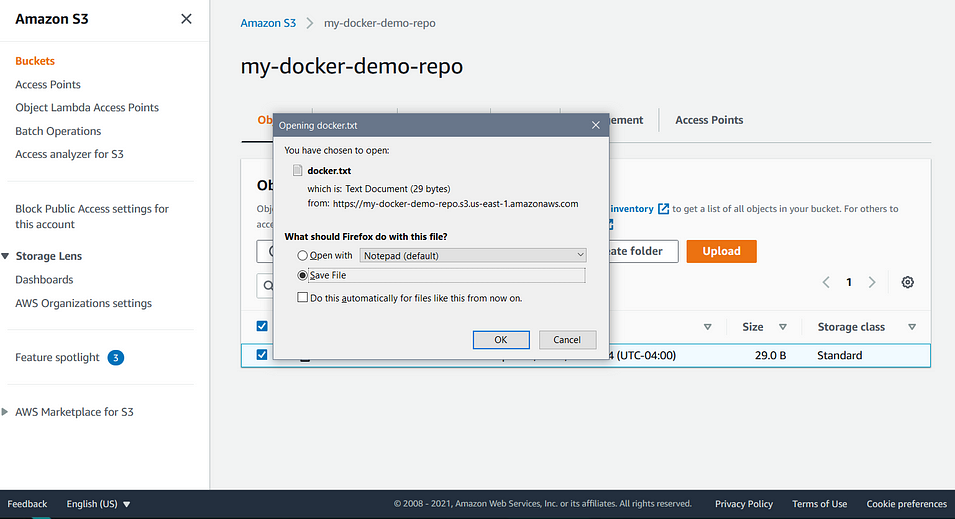 Amazon S3
Buckets
Access Points
Object Lambda Access Points
Batch Operations
Access analyzer for S3
Block Public Access settings for
this account
Storage Lens
Dashboards
AWS Organizations settings
Feature spotlight 3
AWS Marketplace for S3
Amazon S3 my-docker-demo-repo
my-docker-demo-repo
Access Points
inventory to get a list of all objects in your bucket. For others to
folder Upload
1
Size Storage class
(UTC-04:00) 29.0 B Standard
Opening docker.txt
You have chosen to open:
docker.txt
which is: Text Document (29 bytes)
from: https://my-docker-demo-repo.s3.us-east-1.amazonaws.com
What should Firefox do with this file?
Open with Notepad (default)
Save File
Do this automatically for files like this from now on.
OK Cancel
Feedback English (US) © 2008 - 2021, Amazon Web Services, Inc. or its affiliates. All rights reserved. Privacy Policy Terms of Use Cookie preferences